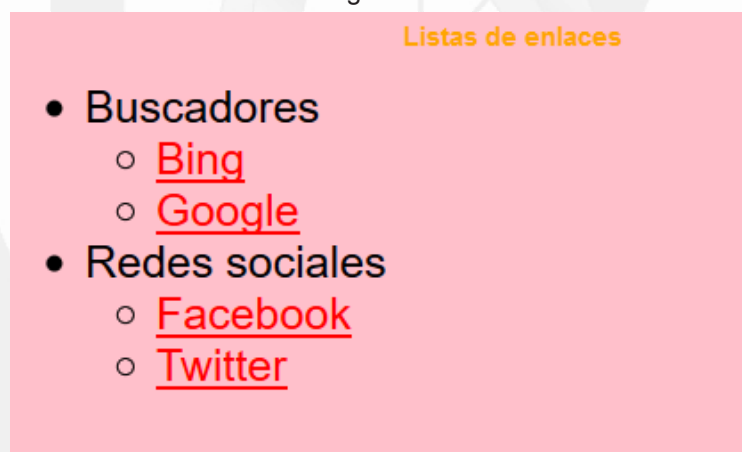 Listas de enlaces
Buscadores
Bing
Google
Redes sociales
Facebook
Twitter